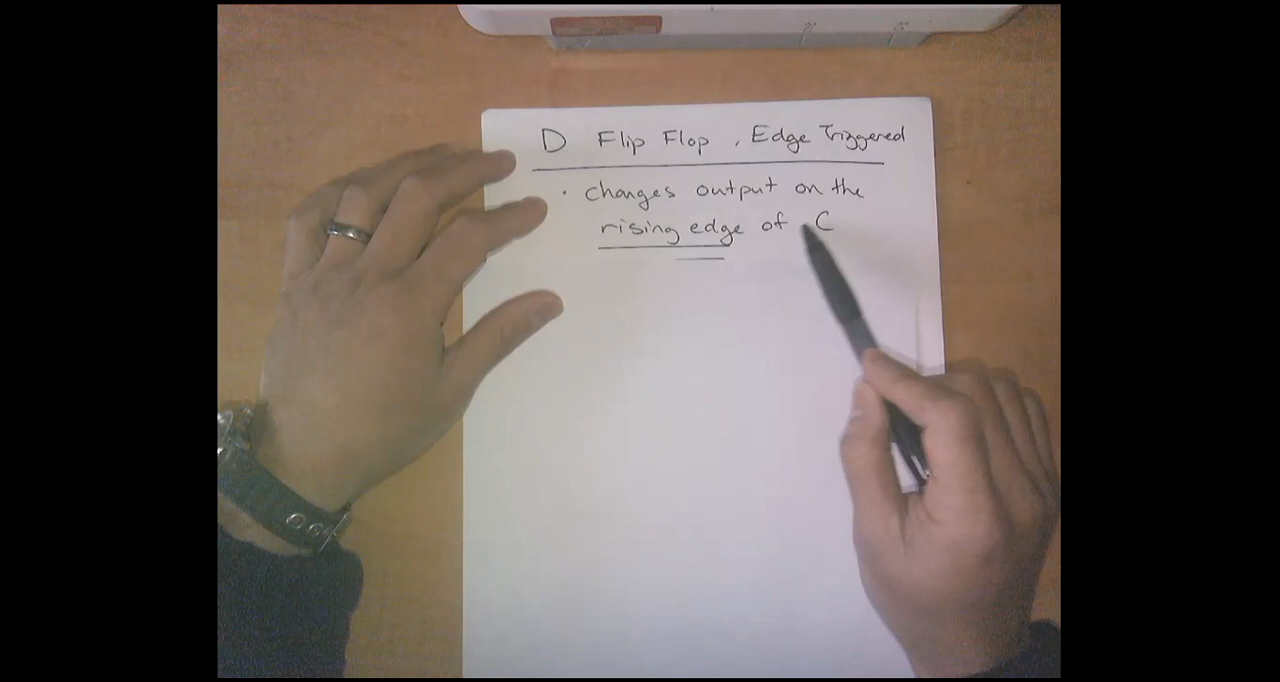 D Flip Flop, Edge Triggered
· changes output on the
rising edge of C